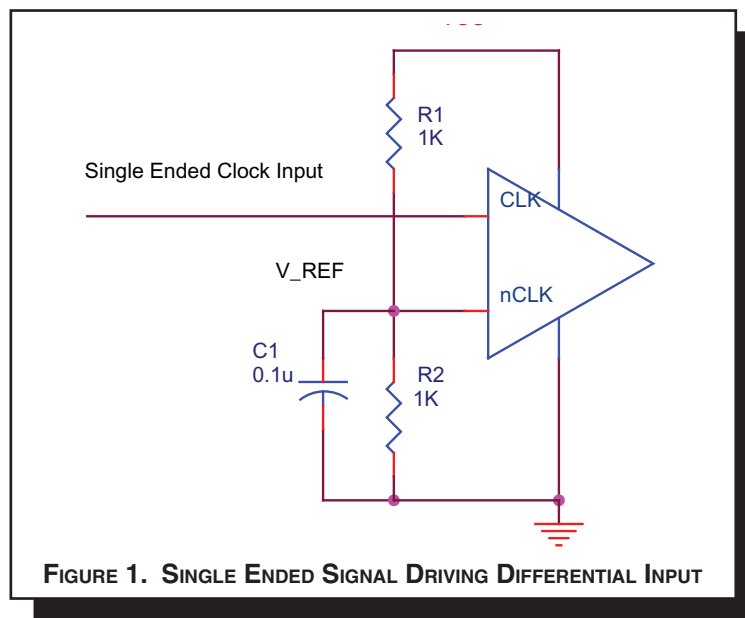 R1
1K
Single Ended Clock Input
CLK
V_REF
nCLK
C1
0.1u
R2
1K
FIGURE 1. SINGLE ENDED SIGNAL DRIVING DIFFERENTIAL INPUT